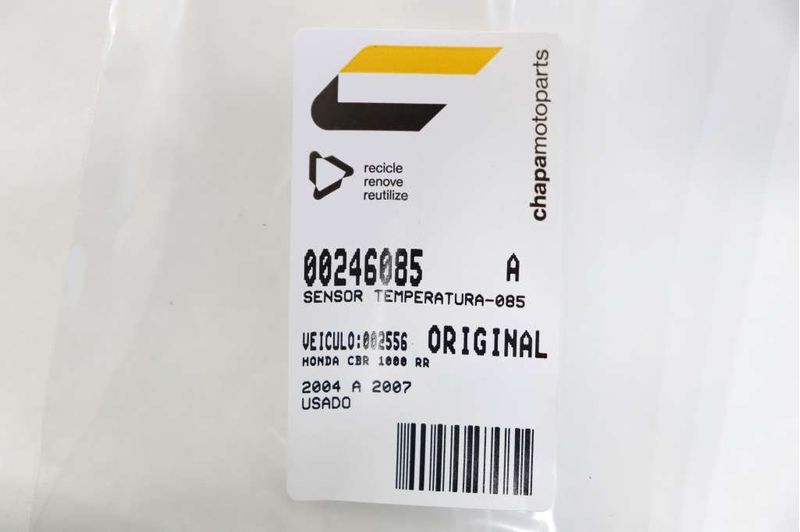 chapamotoparts
recicle
renove
reutilize
00246085 A
SENSOR TEMPERATURA-085
VEICULO:002556 ORIGINAL
HONDA CBR 1000 RR
2004 A 2007
USADO